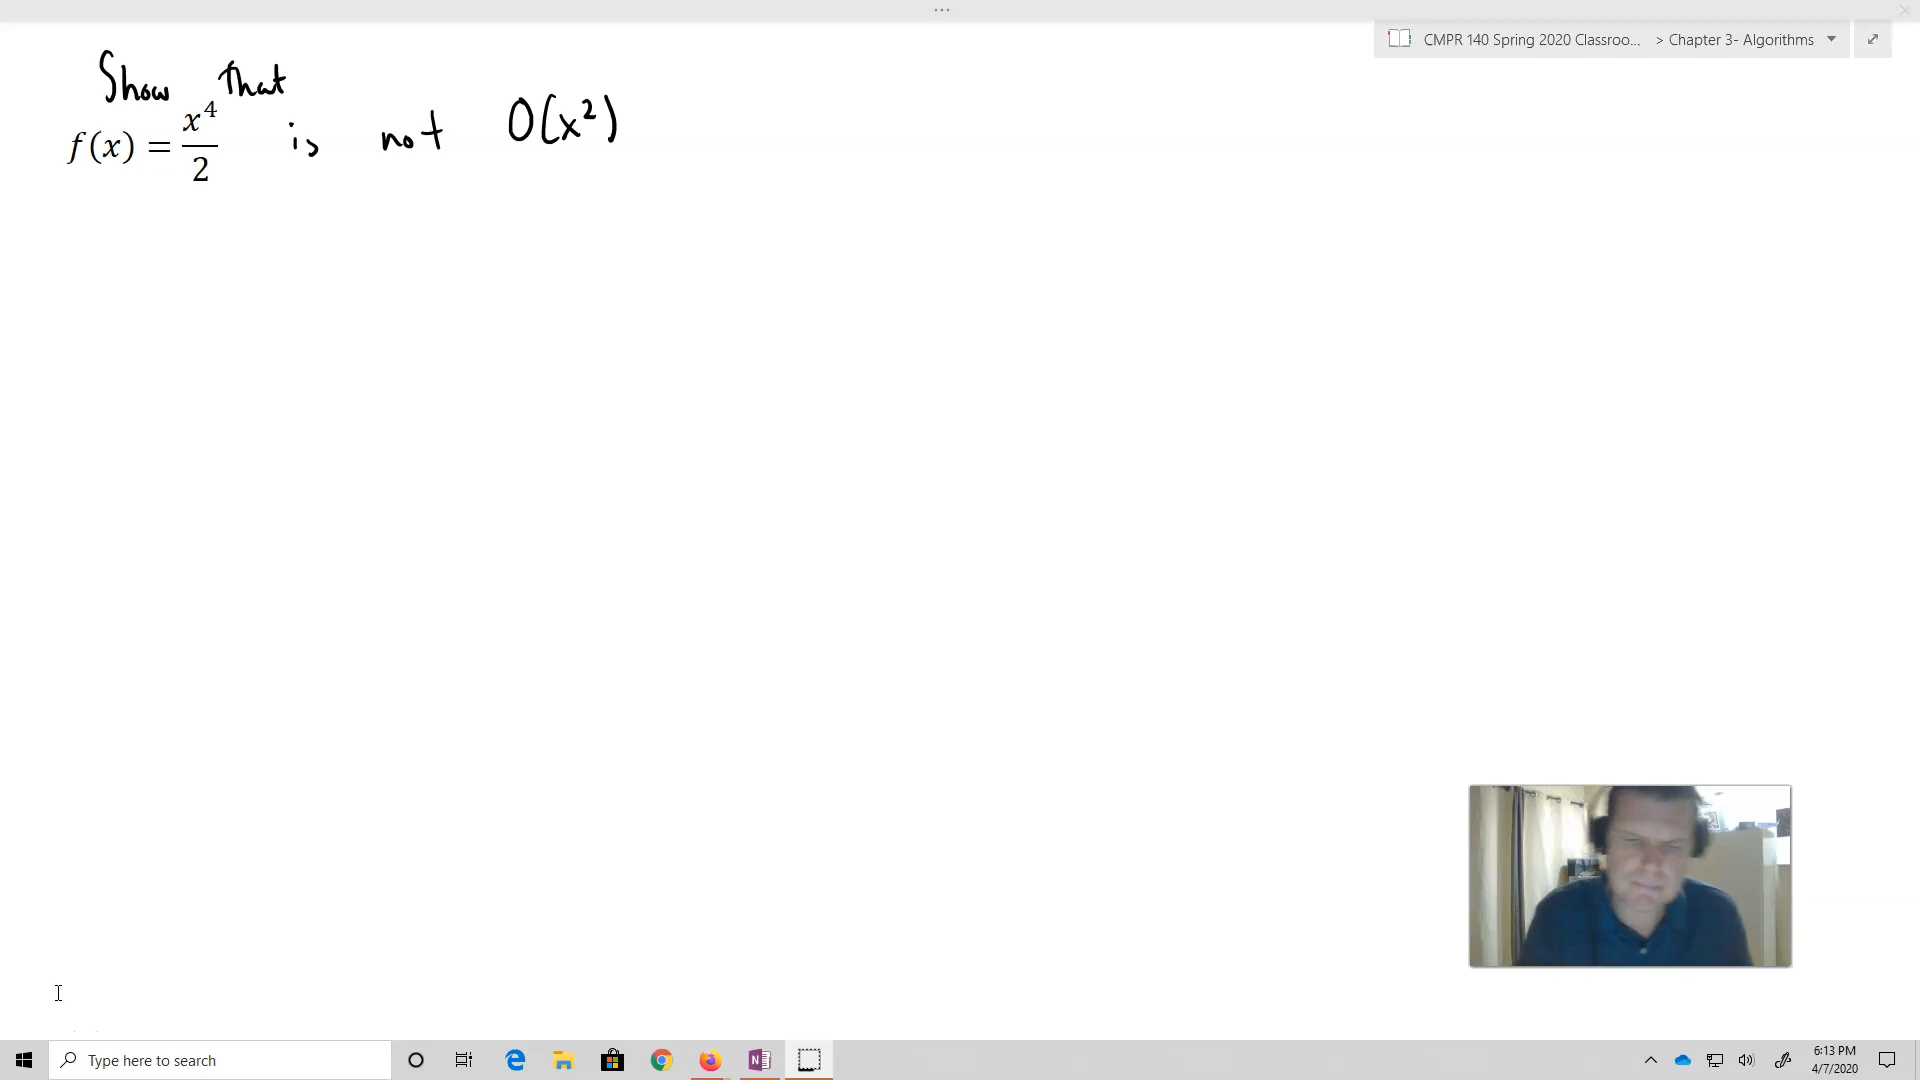 CMPR 140 Spring 2020 Classroo... > Chapter 3- Algorithms
Show that
f(x) = x⁴/2 is not O(x²)
Type here to search
6:13 PM
4/7/2020